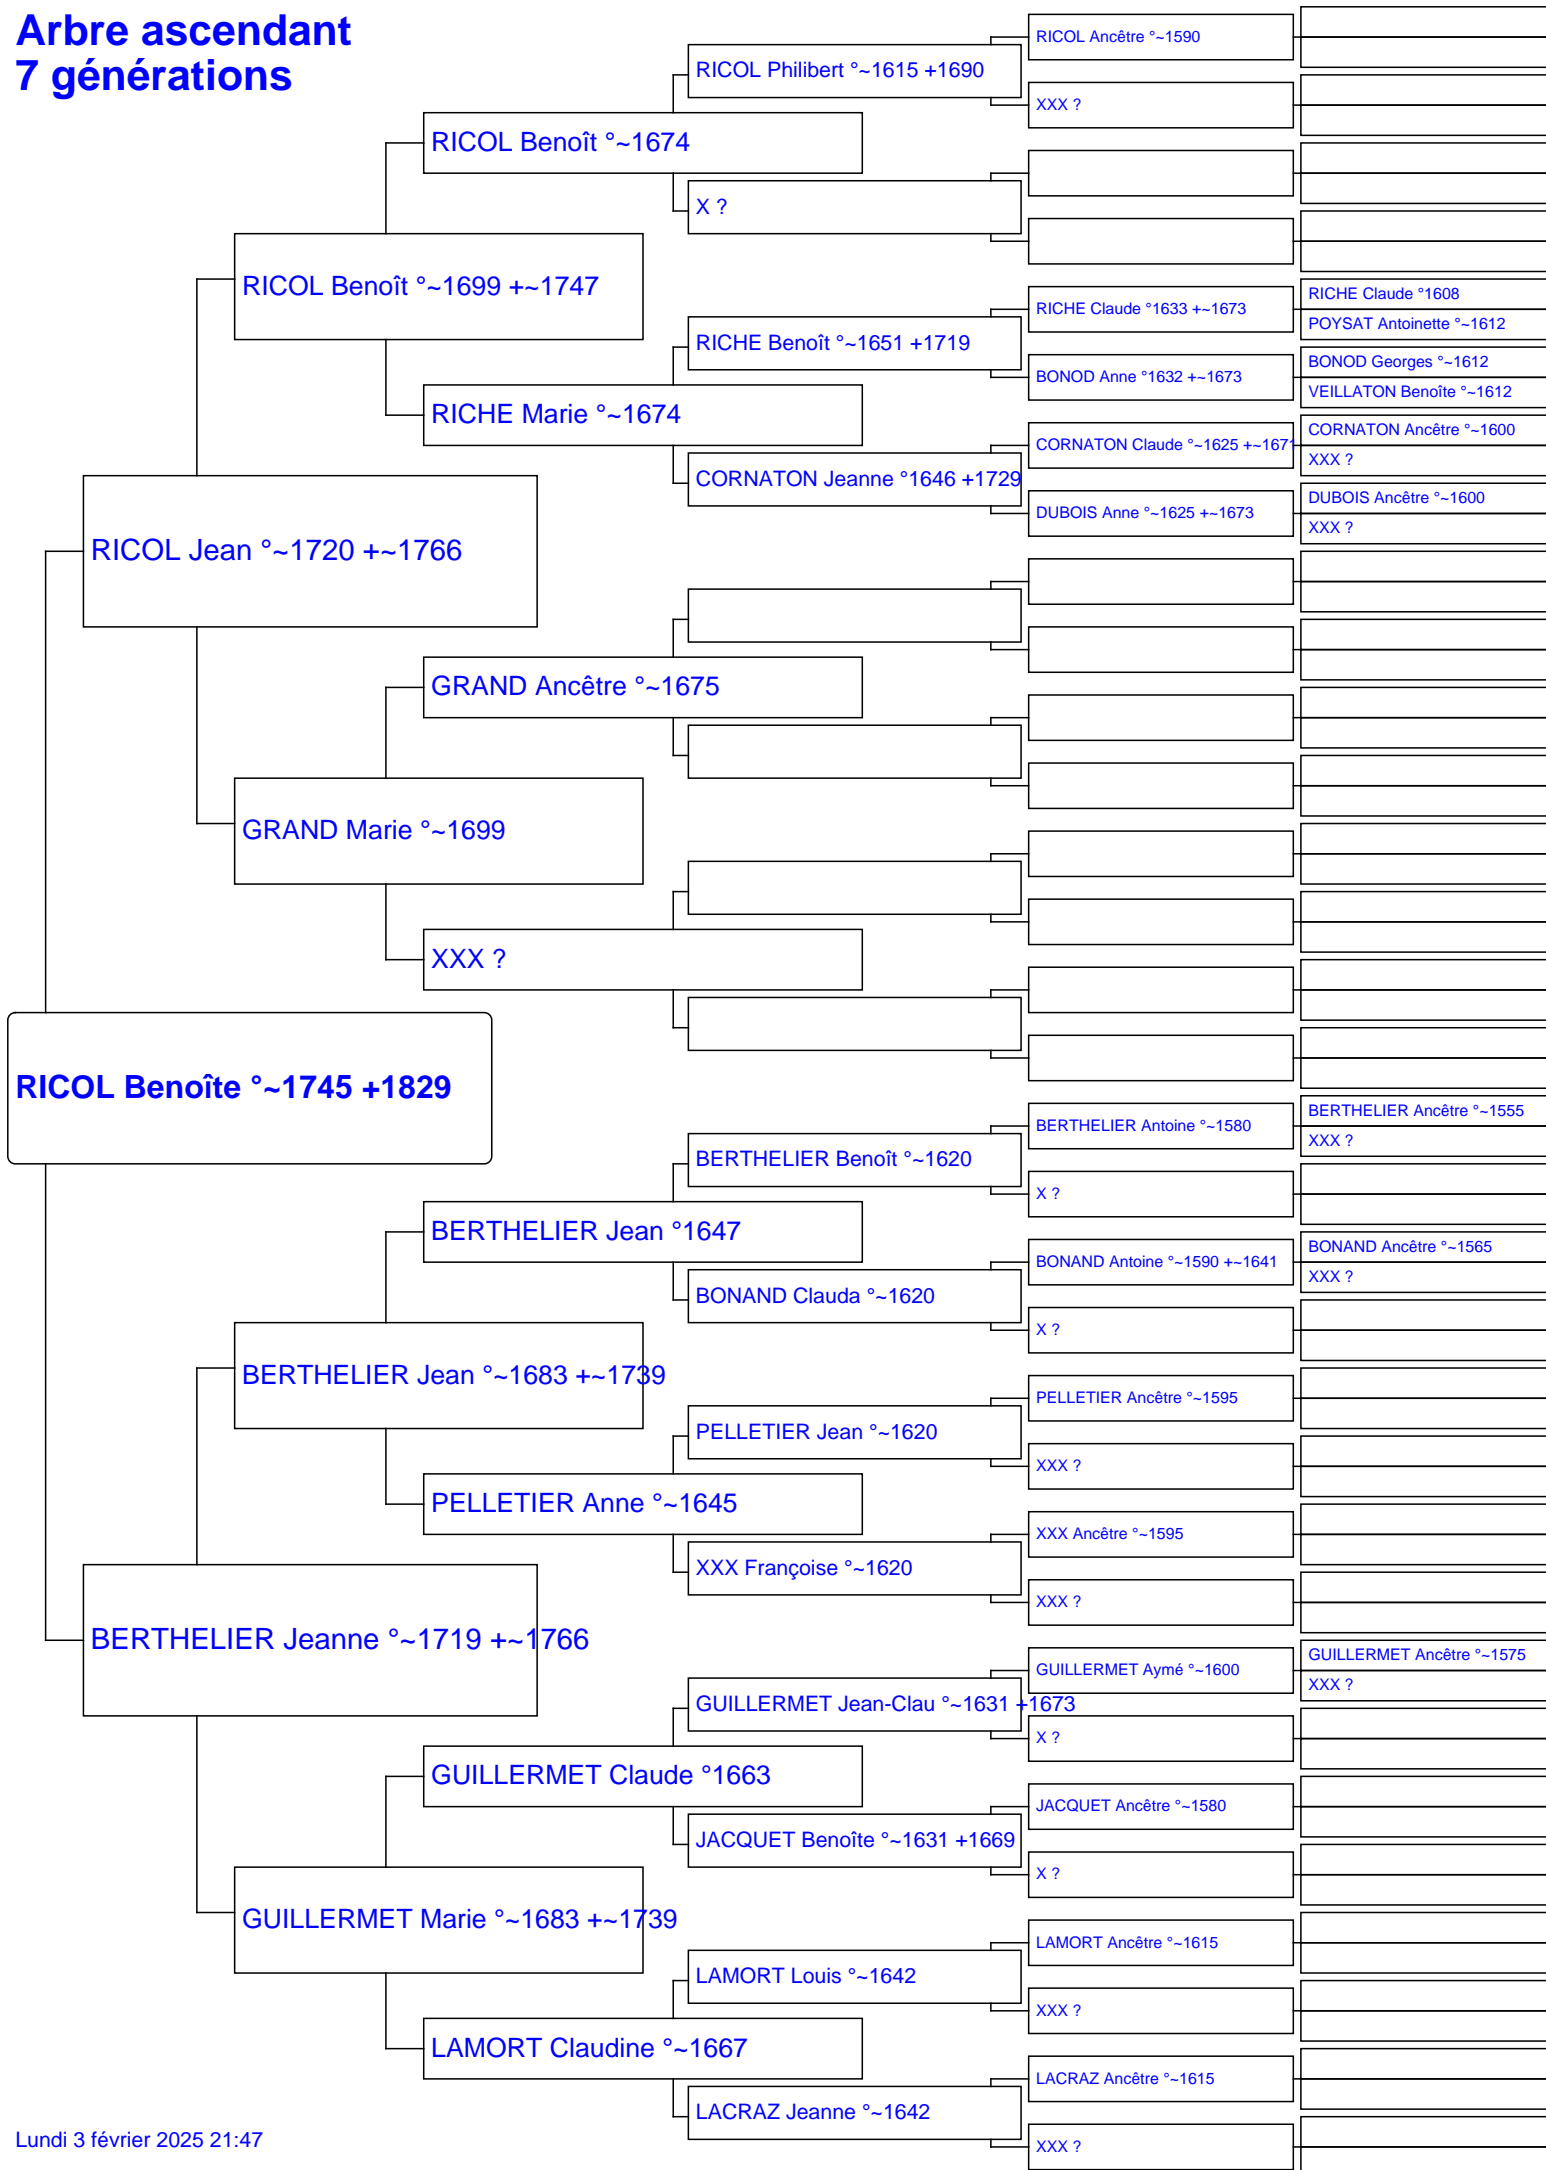 Arbre ascendant
7 générations
RICOL Benoîte °~1745 +1829
RICOL Jean °~1720 +~1766
BERTHELIER Jeanne °~1719 +~1766
RICOL Benoît °~1699 +~1747
GRAND Marie °~1699
BERTHELIER Jean °~1683 +~1739
GUILLERMET Marie °~1683 +~1739
RICOL Benoît °~1674
RICHE Marie °~1674
GRAND Ancêtre °~1675
XXX ?
BERTHELIER Jean °1647
PELLETIER Anne °~1645
GUILLERMET Claude °1663
LAMORT Claudine °~1667
RICOL Philibert °~1615 +1690
X ?
RICHE Benoît °~1651 +1719
CORNATON Jeanne °1646 +1729
BERTHELIER Benoît °~1620
BONAND Clauda °~1620
PELLETIER Jean °~1620
XXX Françoise °~1620
GUILLERMET Jean-Clau °~1631 +1673
JACQUET Benoîte °~1631 +1669
LAMORT Louis °~1642
LACRAZ Jeanne °~1642
RICOL Ancêtre °~1590
XXX ?
RICHE Claude °1633 +~1673
BONOD Anne °1632 +~1673
CORNATON Claude °~1625 +~1671
DUBOIS Anne °~1625 +~1673
BERTHELIER Antoine °~1580
X ?
BONAND Antoine °~1590 +~1641
X ?
PELLETIER Ancêtre °~1595
XXX ?
XXX Ancêtre °~1595
XXX ?
GUILLERMET Aymé °~1600
X ?
JACQUET Ancêtre °~1580
X ?
LAMORT Ancêtre °~1615
XXX ?
LACRAZ Ancêtre °~1615
XXX ?
RICHE Claude °1608
POYSAT Antoinette °~1612
BONOD Georges °~1612
VEILLATON Benoîte °~1612
CORNATON Ancêtre °~1600
XXX ?
DUBOIS Ancêtre °~1600
XXX ?
BERTHELIER Ancêtre °~1555
XXX ?
BONAND Ancêtre °~1565
XXX ?
GUILLERMET Ancêtre °~1575
XXX ?
Lundi 3 février 2025 21:47